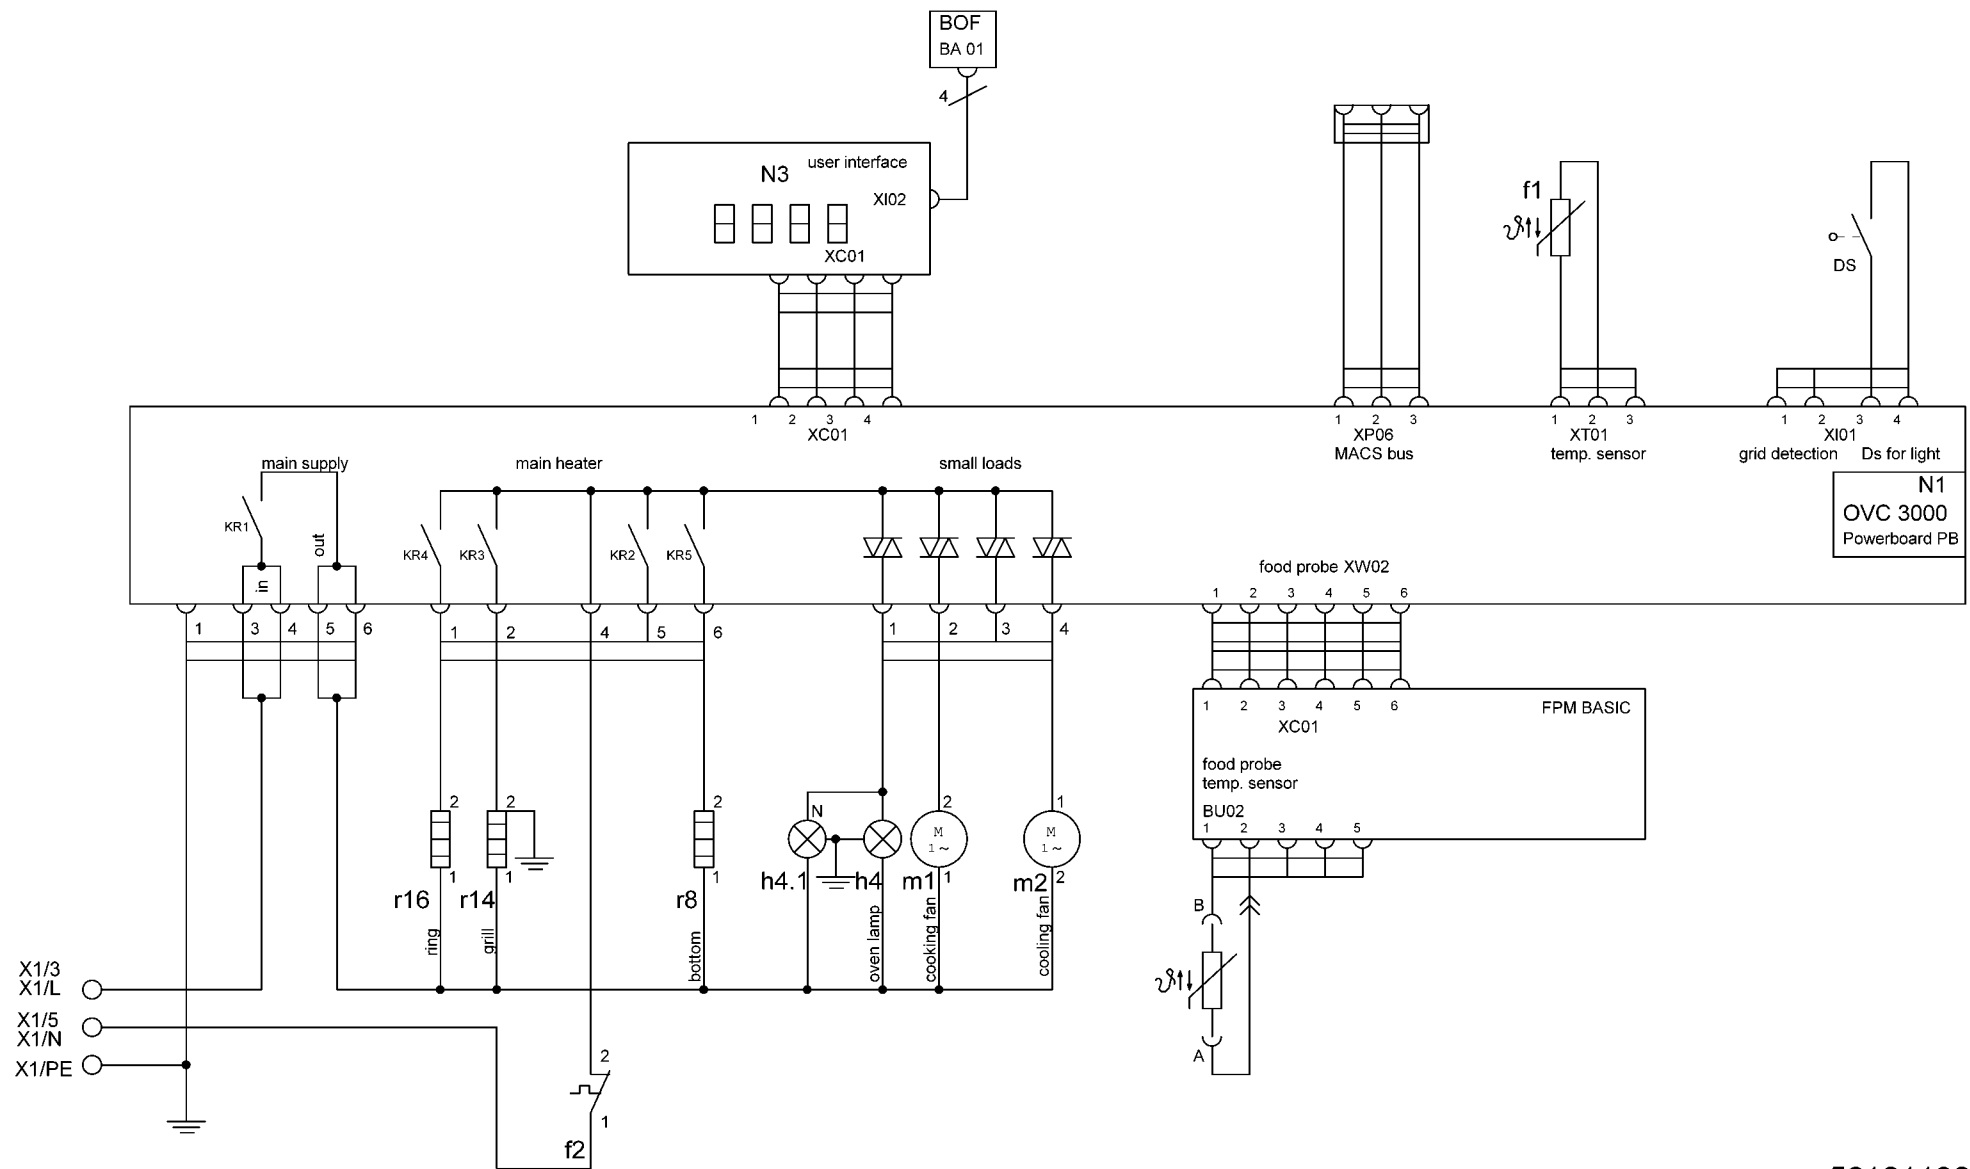 BOF
BA 01
4
user interface
N3
XI02
XC01
f1
DS
1 2 3 4
XC01
1 2 3
XP06
MACS bus
1 2 3
XT01
temp. sensor
1 2 3 4
XI01
grid detection Ds for light
N1
OVC 3000
Powerboard PB
main supply
main heater
small loads
KR1
in
out
KR4
KR3
KR2
KR5
food probe XW02
1 2 3 4 5 6
1 3 4 5 6
1 2 4 5 6
1 2 3 4
1 2 3 4 5 6
XC01
FPM BASIC
food probe
temp. sensor
BU02
1 2 3 4 5
2
1
r16
ring
2
1
r14
grill
2
1
r8
bottom
N
h4.1
h4
oven lamp
2
M
1~
1
m1
cooking fan
1
M
1~
2
m2
cooling fan
B
A
X1/3
X1/L
X1/5
X1/N
X1/PE
2
1
f2